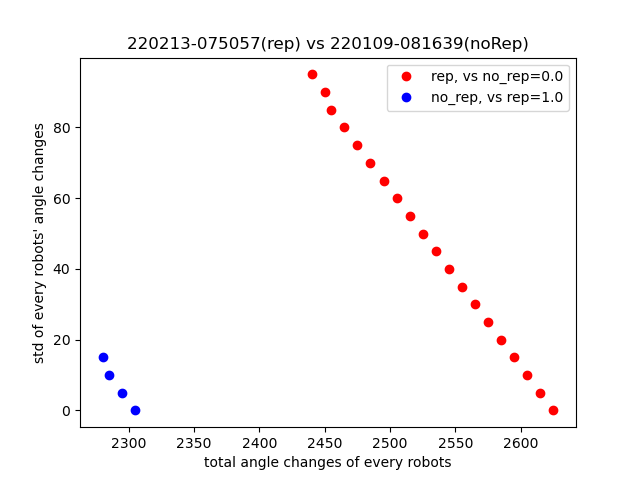 220213-075057(rep) vs 220109-081639(noRep)
rep, vs no_rep=0.0
no_rep, vs rep=1.0
std of every robots' angle changes
80
60
40
20
0
2300 2350 2400 2450 2500 2550 2600
total angle changes of every robots